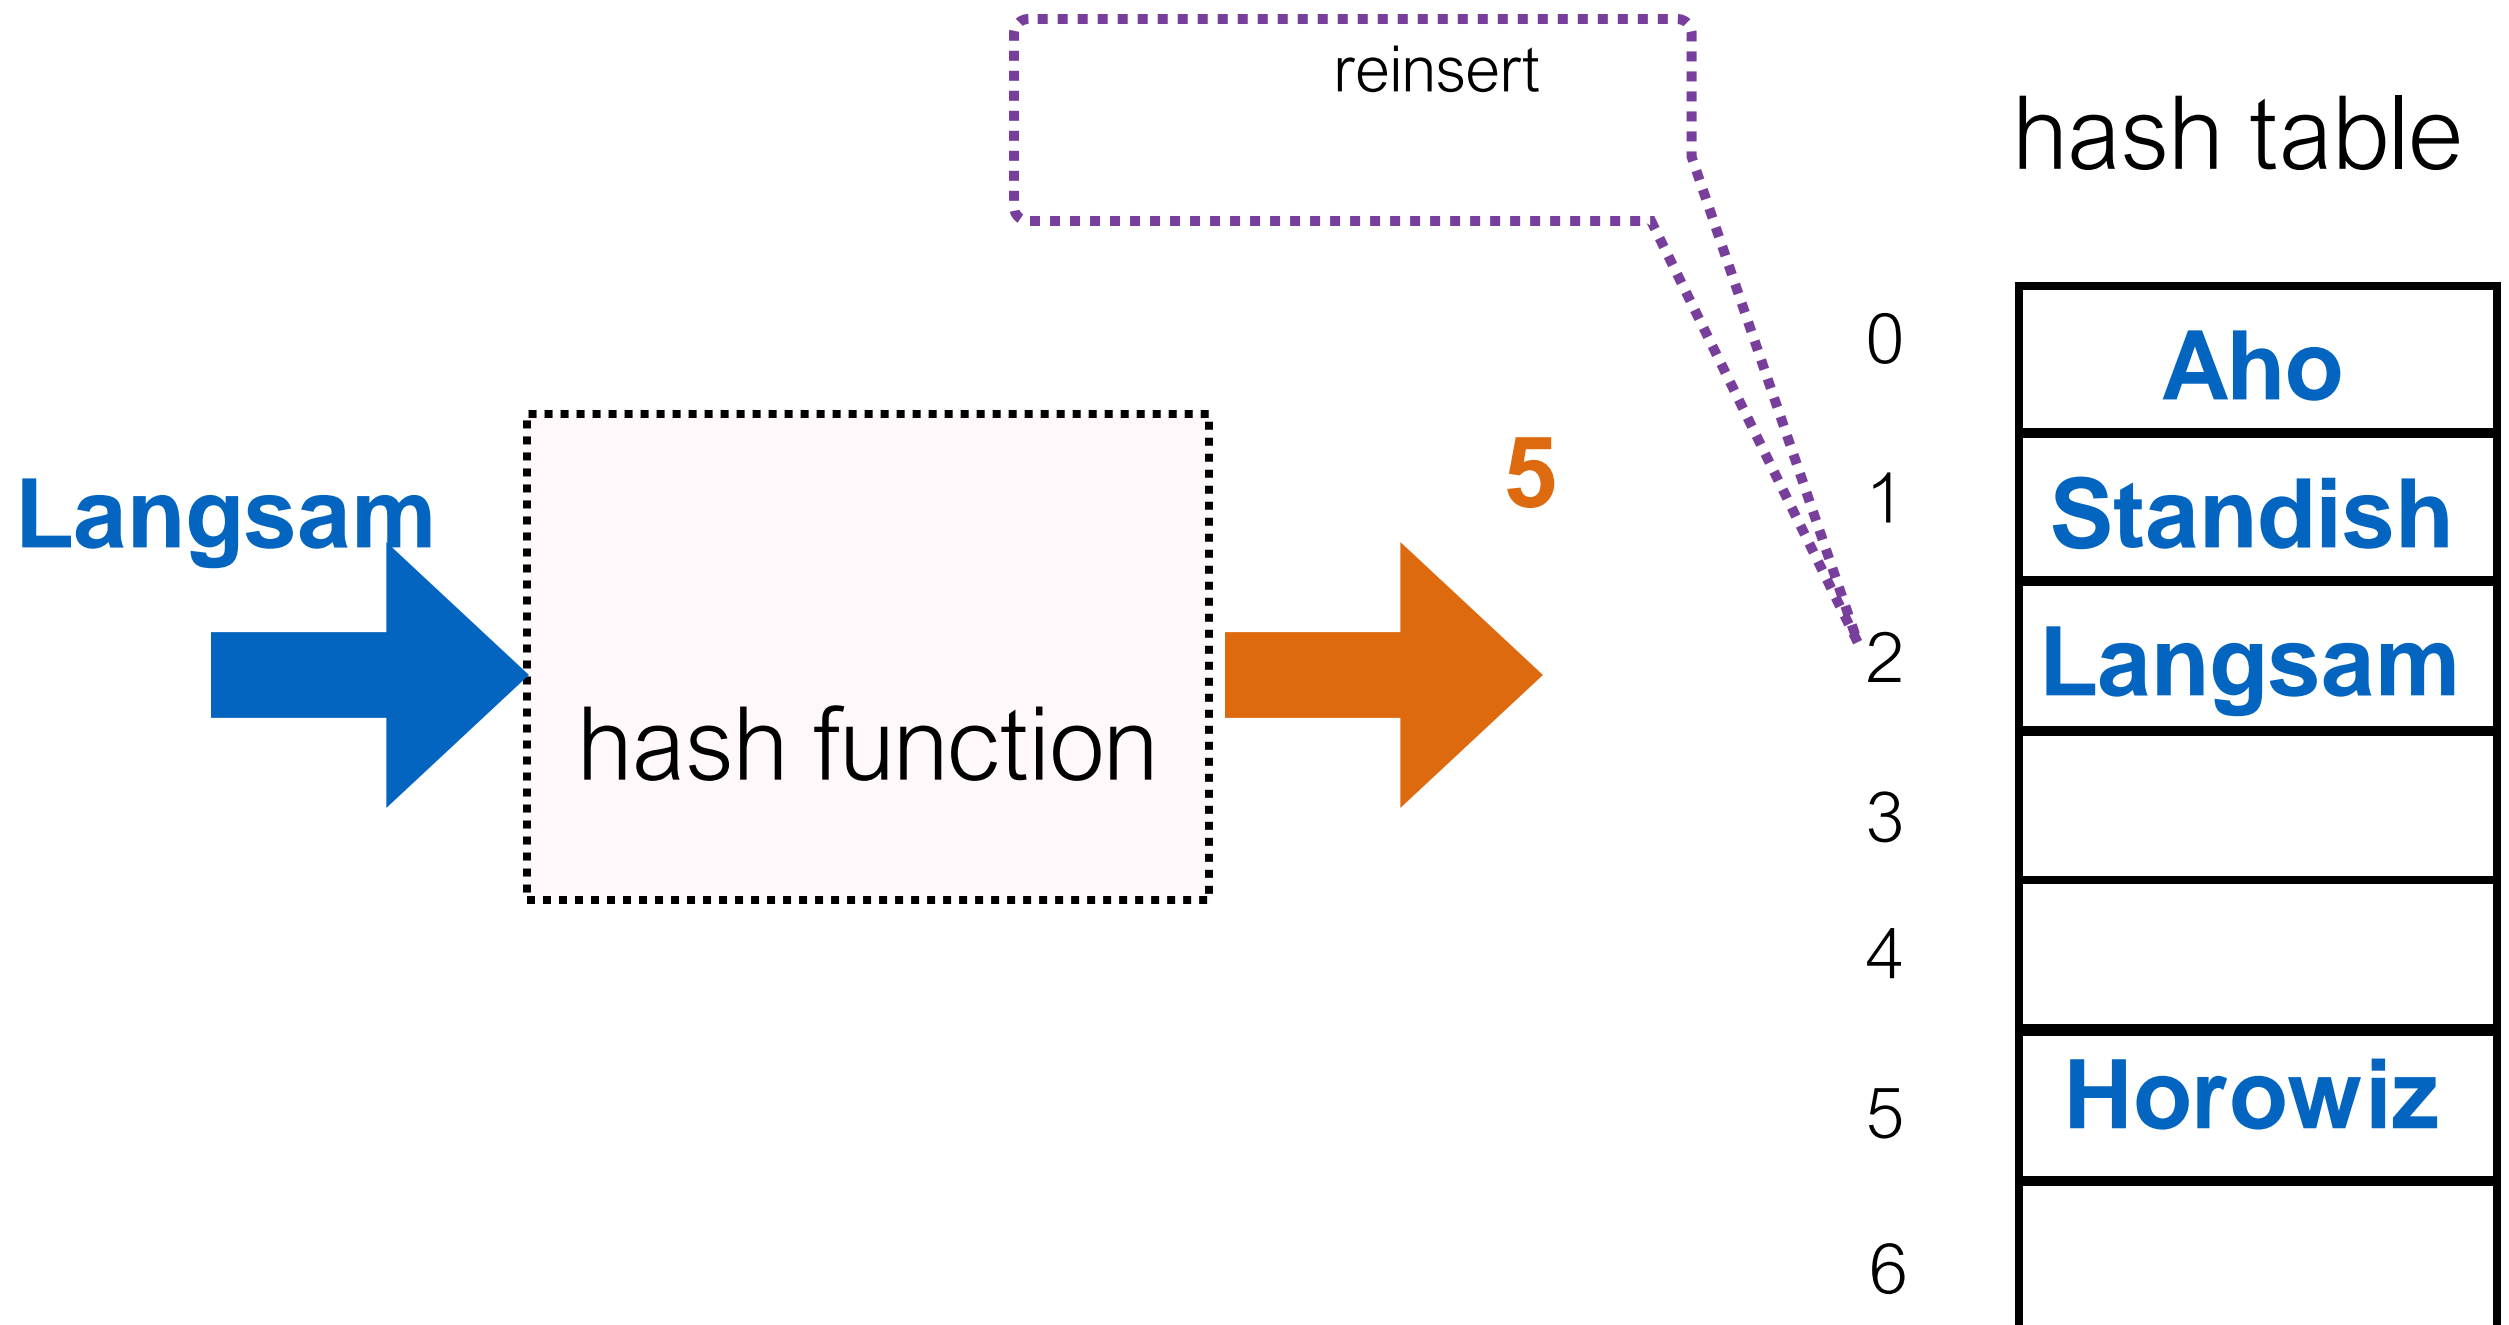 reinsert
hash table
Langsam
hash function
5
0
Aho
1
Standish
2
Langsam
3
4
5
Horowiz
6